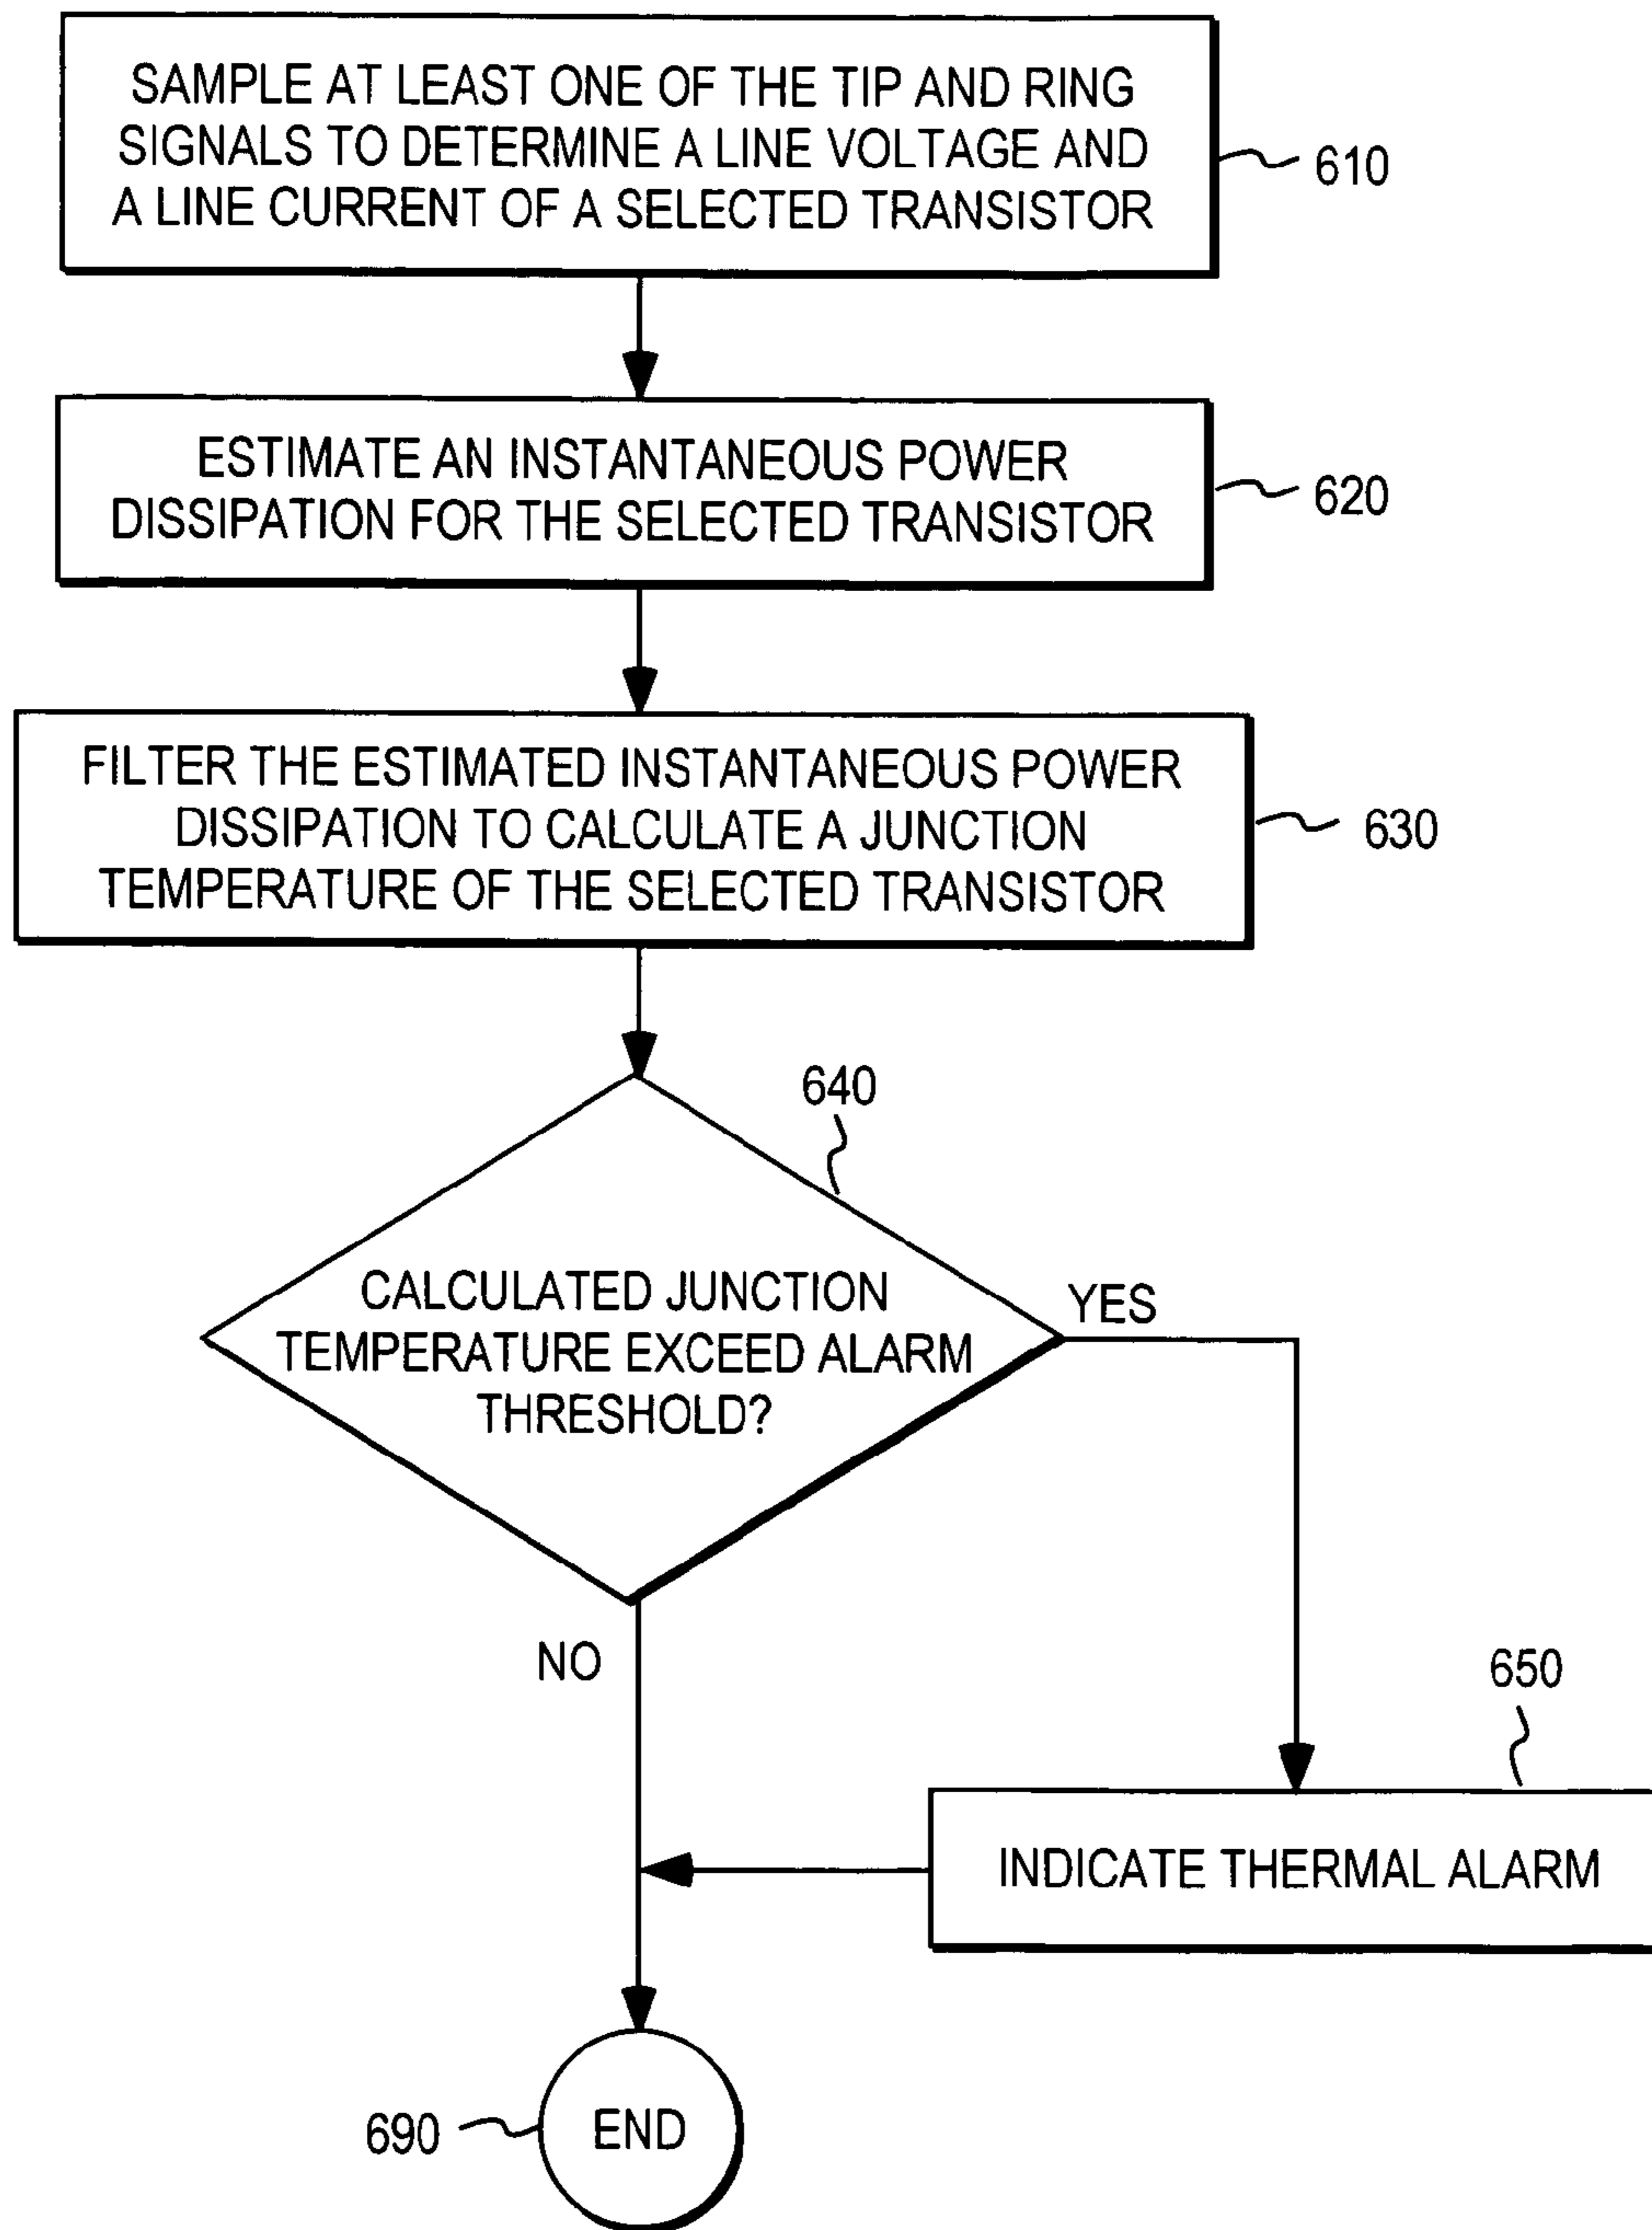 SAMPLE AT LEAST ONE OF THE TIP AND RING
SIGNALS TO DETERMINE A LINE VOLTAGE AND
A LINE CURRENT OF A SELECTED TRANSISTOR
610
ESTIMATE AN INSTANTANEOUS POWER
DISSIPATION FOR THE SELECTED TRANSISTOR
620
FILTER THE ESTIMATED INSTANTANEOUS POWER
DISSIPATION TO CALCULATE A JUNCTION
TEMPERATURE OF THE SELECTED TRANSISTOR
630
640
CALCULATED JUNCTION
TEMPERATURE EXCEED ALARM
THRESHOLD?
YES
NO
650
INDICATE THERMAL ALARM
690
END